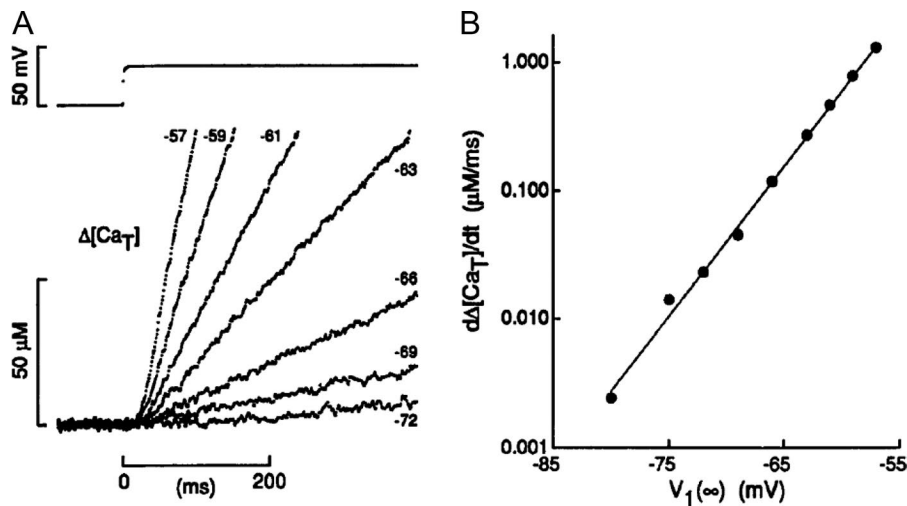 A
50 mV
-57
-59
-61
-63
Δ[CaT]
-66
50 μM
-69
-72
0
200
(ms)
B
1.000
0.100
0.010
0.001
dΔ[CaT]/dt (μM/ms)
-85
-75
-65
-55
V1(∞) (mV)